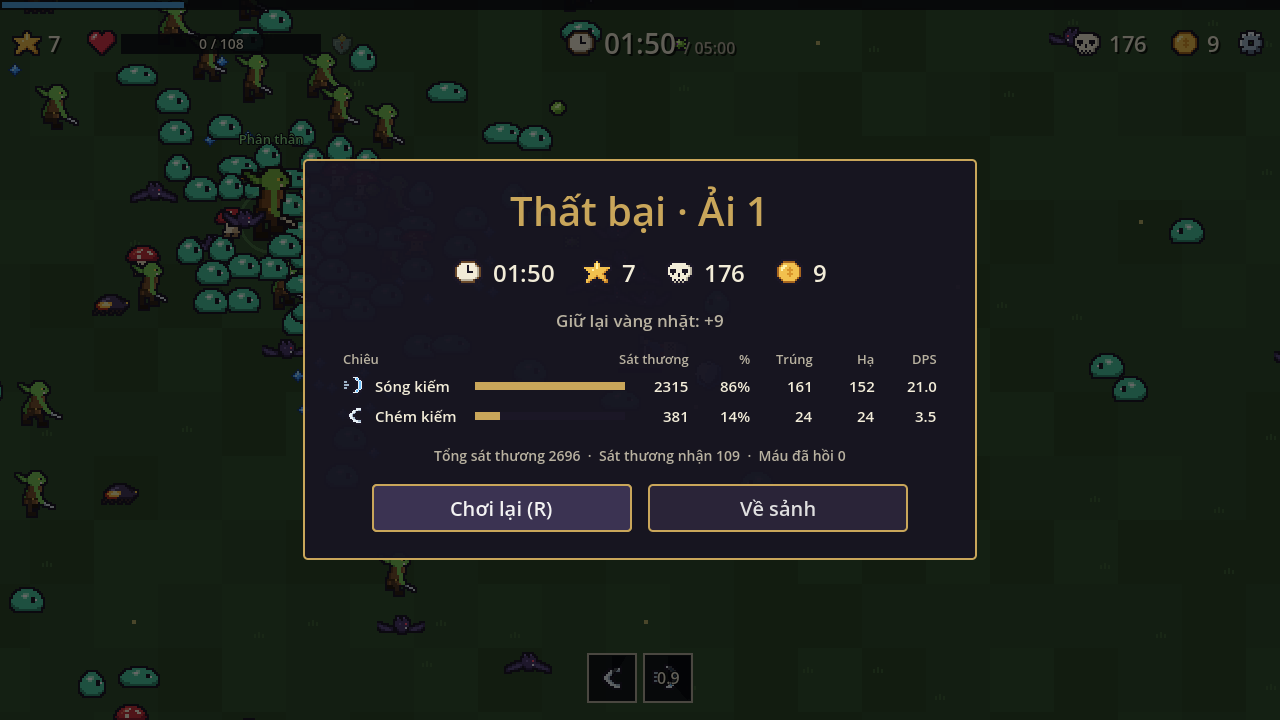 7
0 / 108
01:50 / 05:00
176
9
Phân thân
Thất bại · Ải 1
01:50 7 176 9
Giữ lại vàng nhặt: +9
Chiêu Sát thương % Trúng Hạ DPS
Sóng kiếm 2315 86% 161 152 21.0
Chém kiếm 381 14% 24 24 3.5
Tổng sát thương 2696 · Sát thương nhận 109 · Máu đã hồi 0
Chơi lại (R)
Về sảnh
0.9